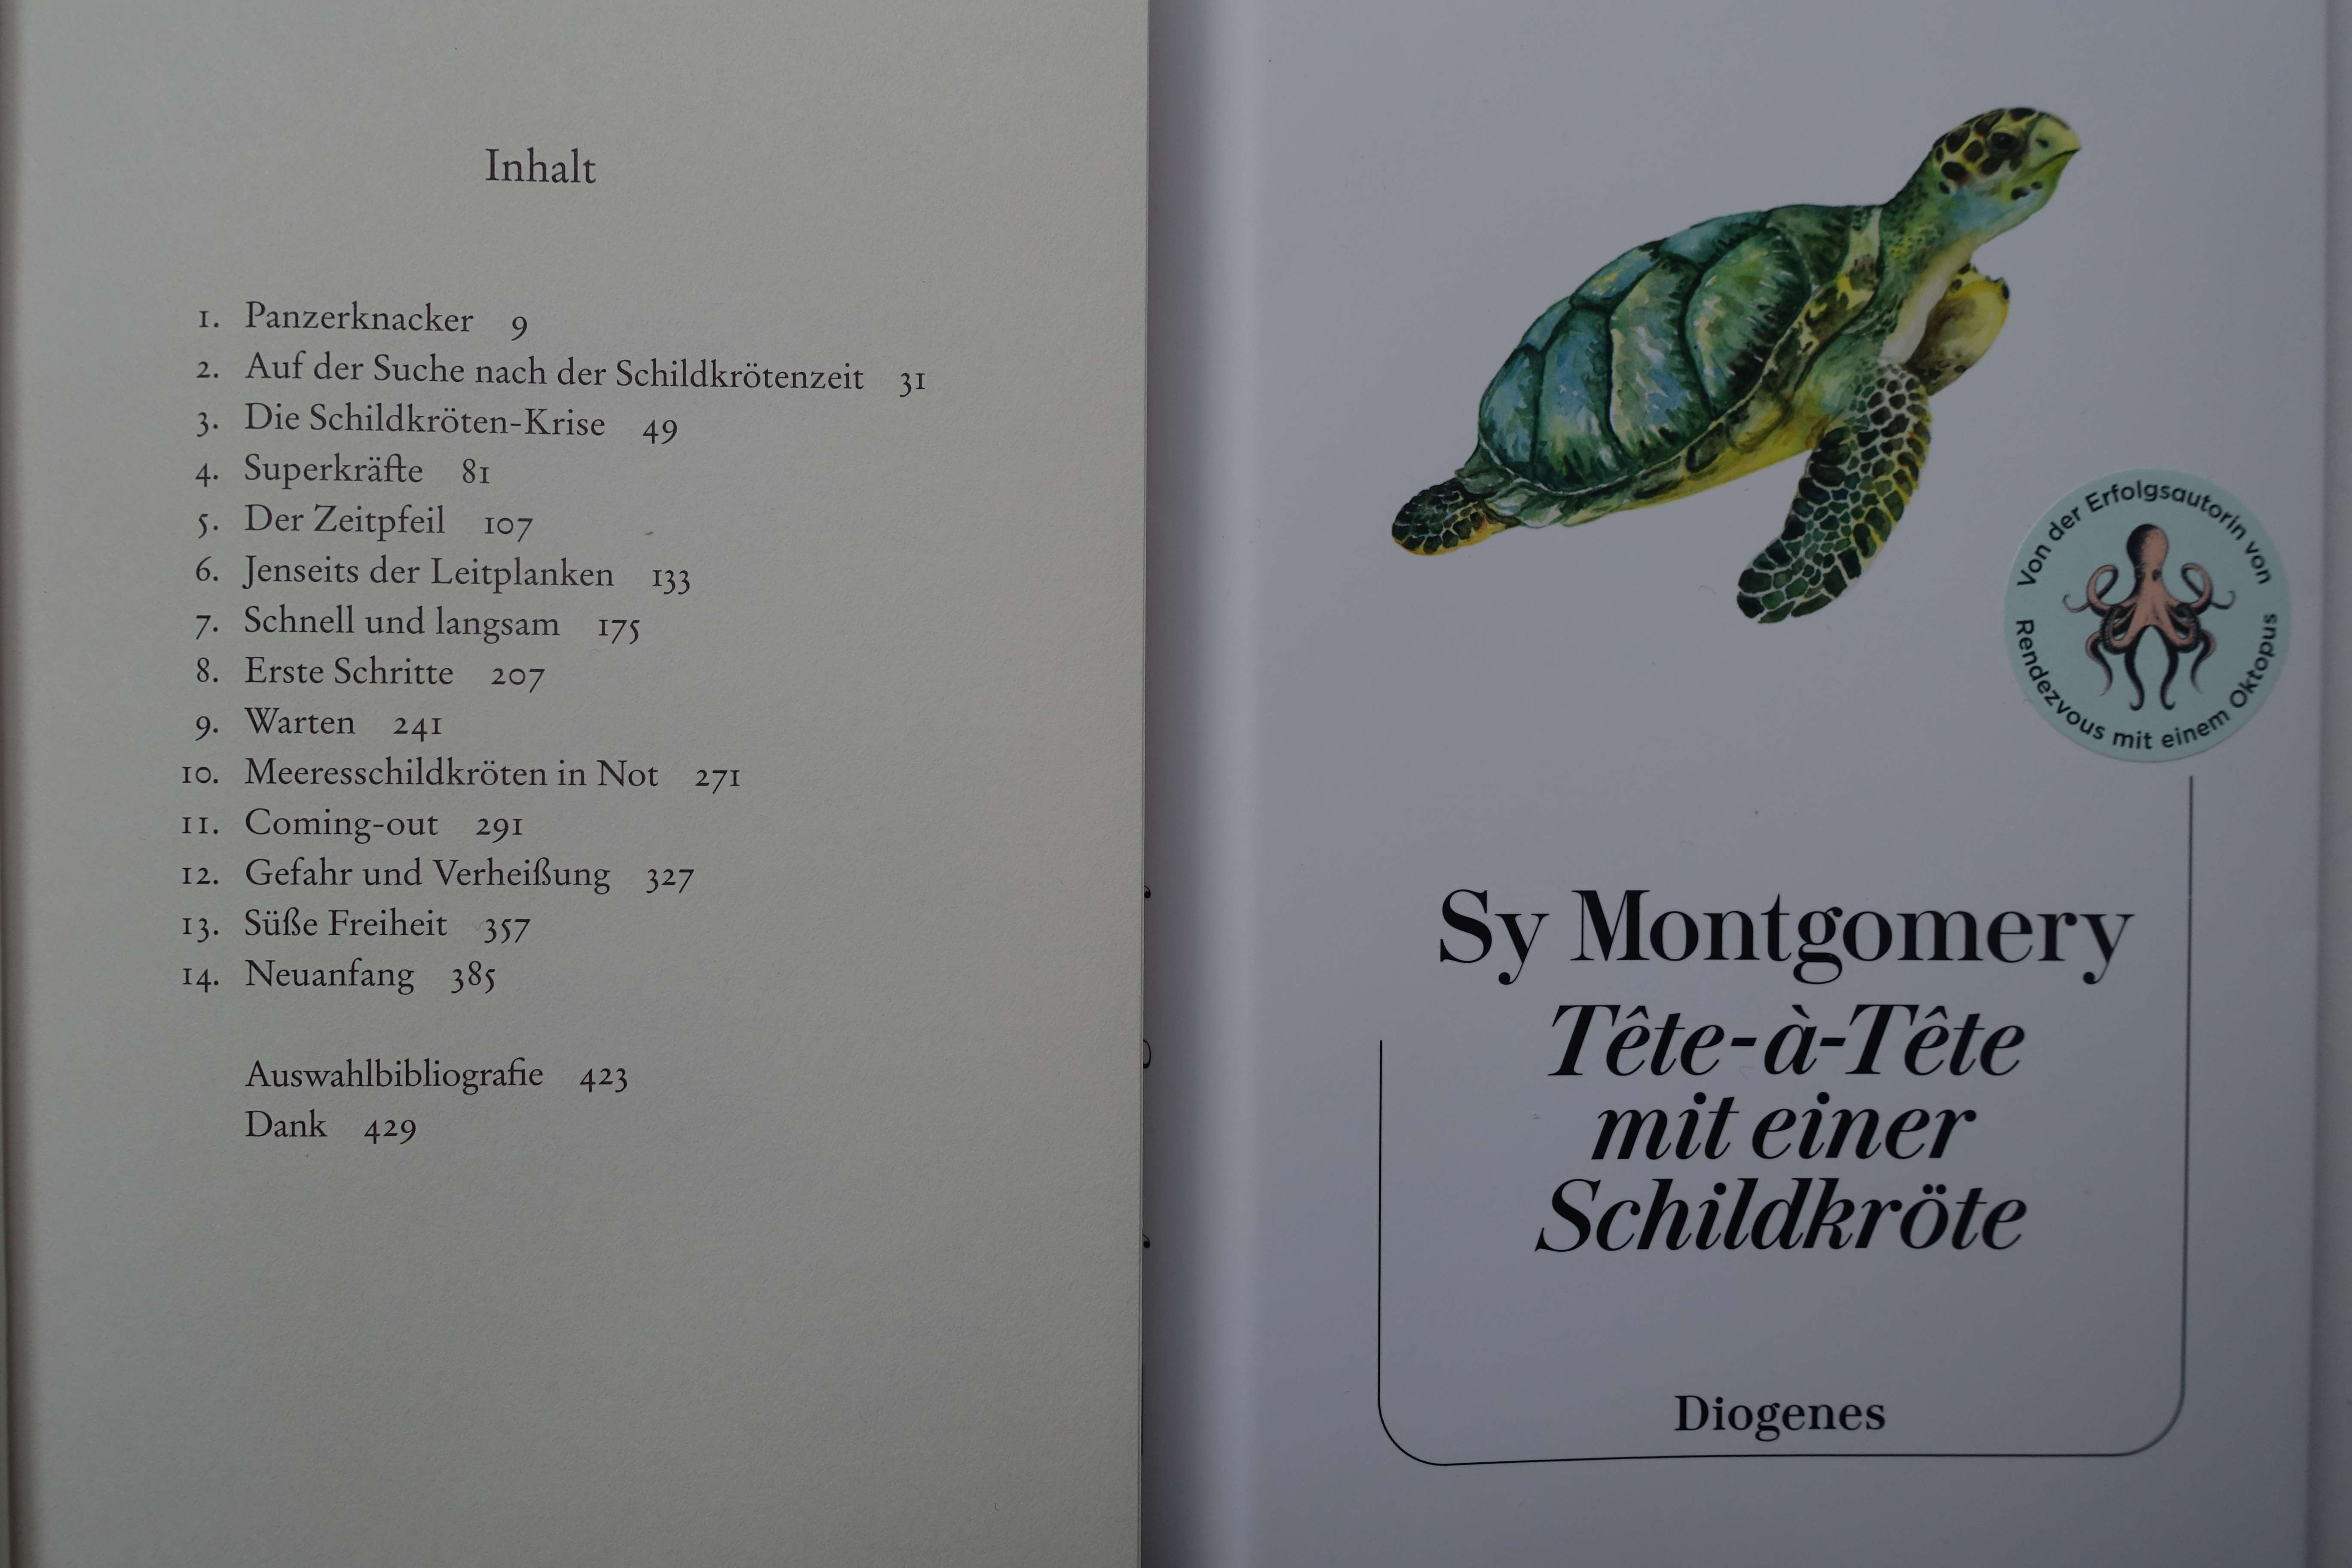 Inhalt
1. Panzerknacker 9
2. Auf der Suche nach der Schildkrötenzeit 31
3. Die Schildkröten-Krise 49
4. Superkräfte 81
5. Der Zeitpfeil 107
6. Jenseits der Leitplanken 133
7. Schnell und langsam 175
8. Erste Schritte 207
9. Warten 241
10. Meeresschildkröten in Not 271
11. Coming-out 291
12. Gefahr und Verheißung 327
13. Süße Freiheit 357
14. Neuanfang 385
Auswahlbibliografie 423
Dank 429
Von der Erfolgsautorin von
Rendezvous mit einem Oktopus
Sy Montgomery
Tête-à-Tête
mit einer
Schildkröte
Diogenes